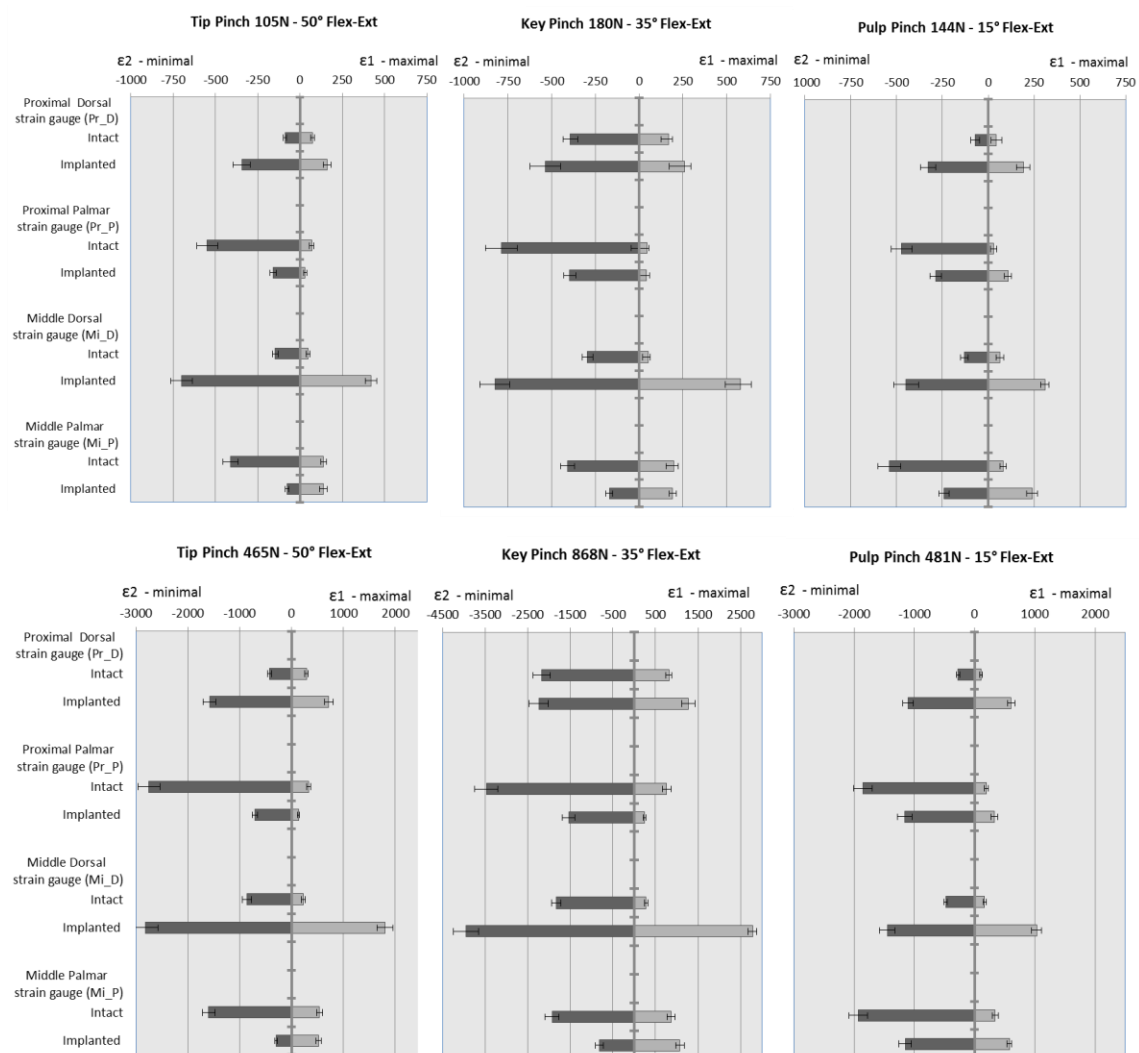 Tip Pinch 105N - 50° Flex-Ext
ε2 - minimal ε1 - maximal
-1000 -750 -500 -250 0 250 500 750
Key Pinch 180N - 35° Flex-Ext
ε2 - minimal ε1 - maximal
-1000 -750 -500 -250 0 250 500 750
Pulp Pinch 144N - 15° Flex-Ext
ε2 - minimal ε1 - maximal
-1000 -750 -500 -250 0 250 500 750
Proximal Dorsal
strain gauge (Pr_D)
Intact
Implanted
Proximal Palmar
strain gauge (Pr_P)
Intact
Implanted
Middle Dorsal
strain gauge (Mi_D)
Intact
Implanted
Middle Palmar
strain gauge (Mi_P)
Intact
Implanted
Tip Pinch 465N - 50° Flex-Ext
ε2 - minimal ε1 - maximal
-3000 -2000 -1000 0 1000 2000
Key Pinch 868N - 35° Flex-Ext
ε2 - minimal ε1 - maximal
-4500 -3500 -2500 -1500 -500 500 1500 2500
Pulp Pinch 481N - 15° Flex-Ext
ε2 - minimal ε1 - maximal
-3000 -2000 -1000 0 1000 2000
Proximal Dorsal
strain gauge (Pr_D)
Intact
Implanted
Proximal Palmar
strain gauge (Pr_P)
Intact
Implanted
Middle Dorsal
strain gauge (Mi_D)
Intact
Implanted
Middle Palmar
strain gauge (Mi_P)
Intact
Implanted